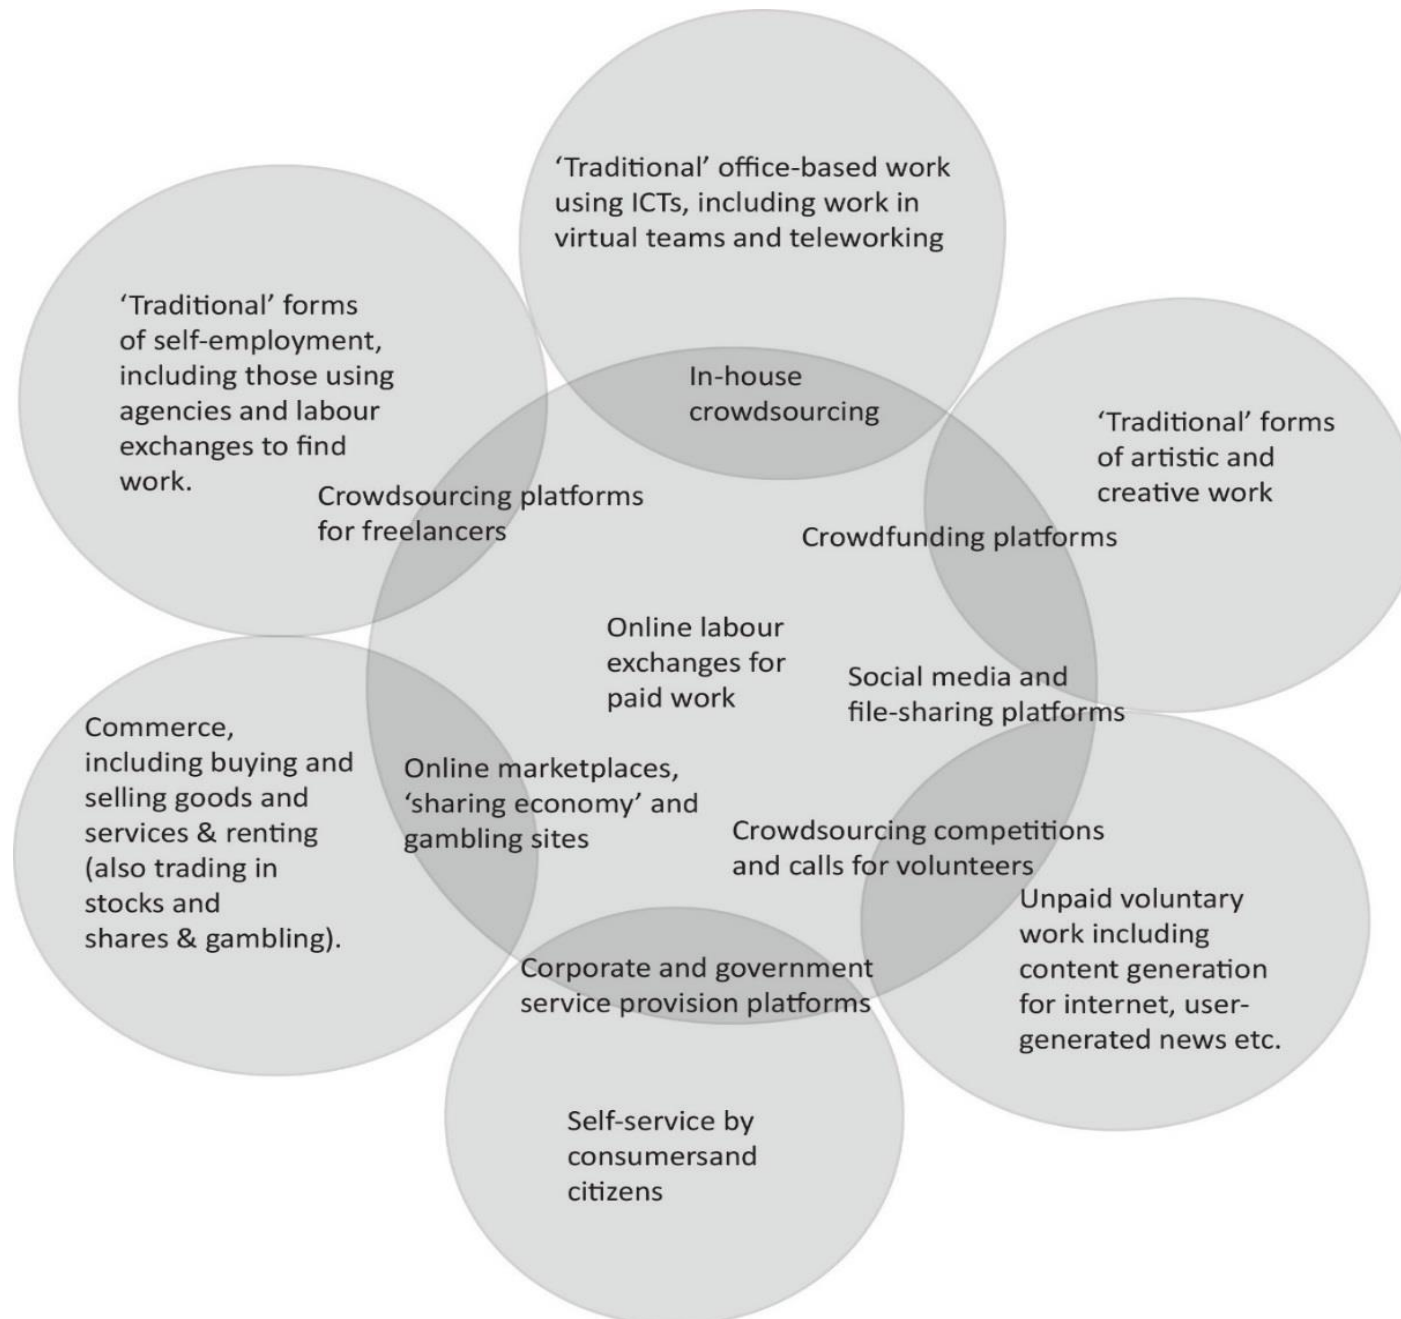 ‘Traditional’ office-based work
using ICTs, including work in
virtual teams and teleworking
‘Traditional’ forms
of self-employment,
including those using
agencies and labour
exchanges to find
work.
In-house
crowdsourcing
‘Traditional’ forms
of artistic and
creative work
Crowdsourcing platforms
for freelancers
Crowdfunding platforms
Online labour
exchanges for
paid work
Social media and
file-sharing platforms
Commerce,
including buying and
selling goods and
services & renting
(also trading in
stocks and
shares & gambling).
Online marketplaces,
‘sharing economy’ and
gambling sites
Crowdsourcing competitions
and calls for volunteers
Unpaid voluntary
work including
content generation
for internet, user-
generated news etc.
Corporate and government
service provision platforms
Self-service by
consumersand
citizens